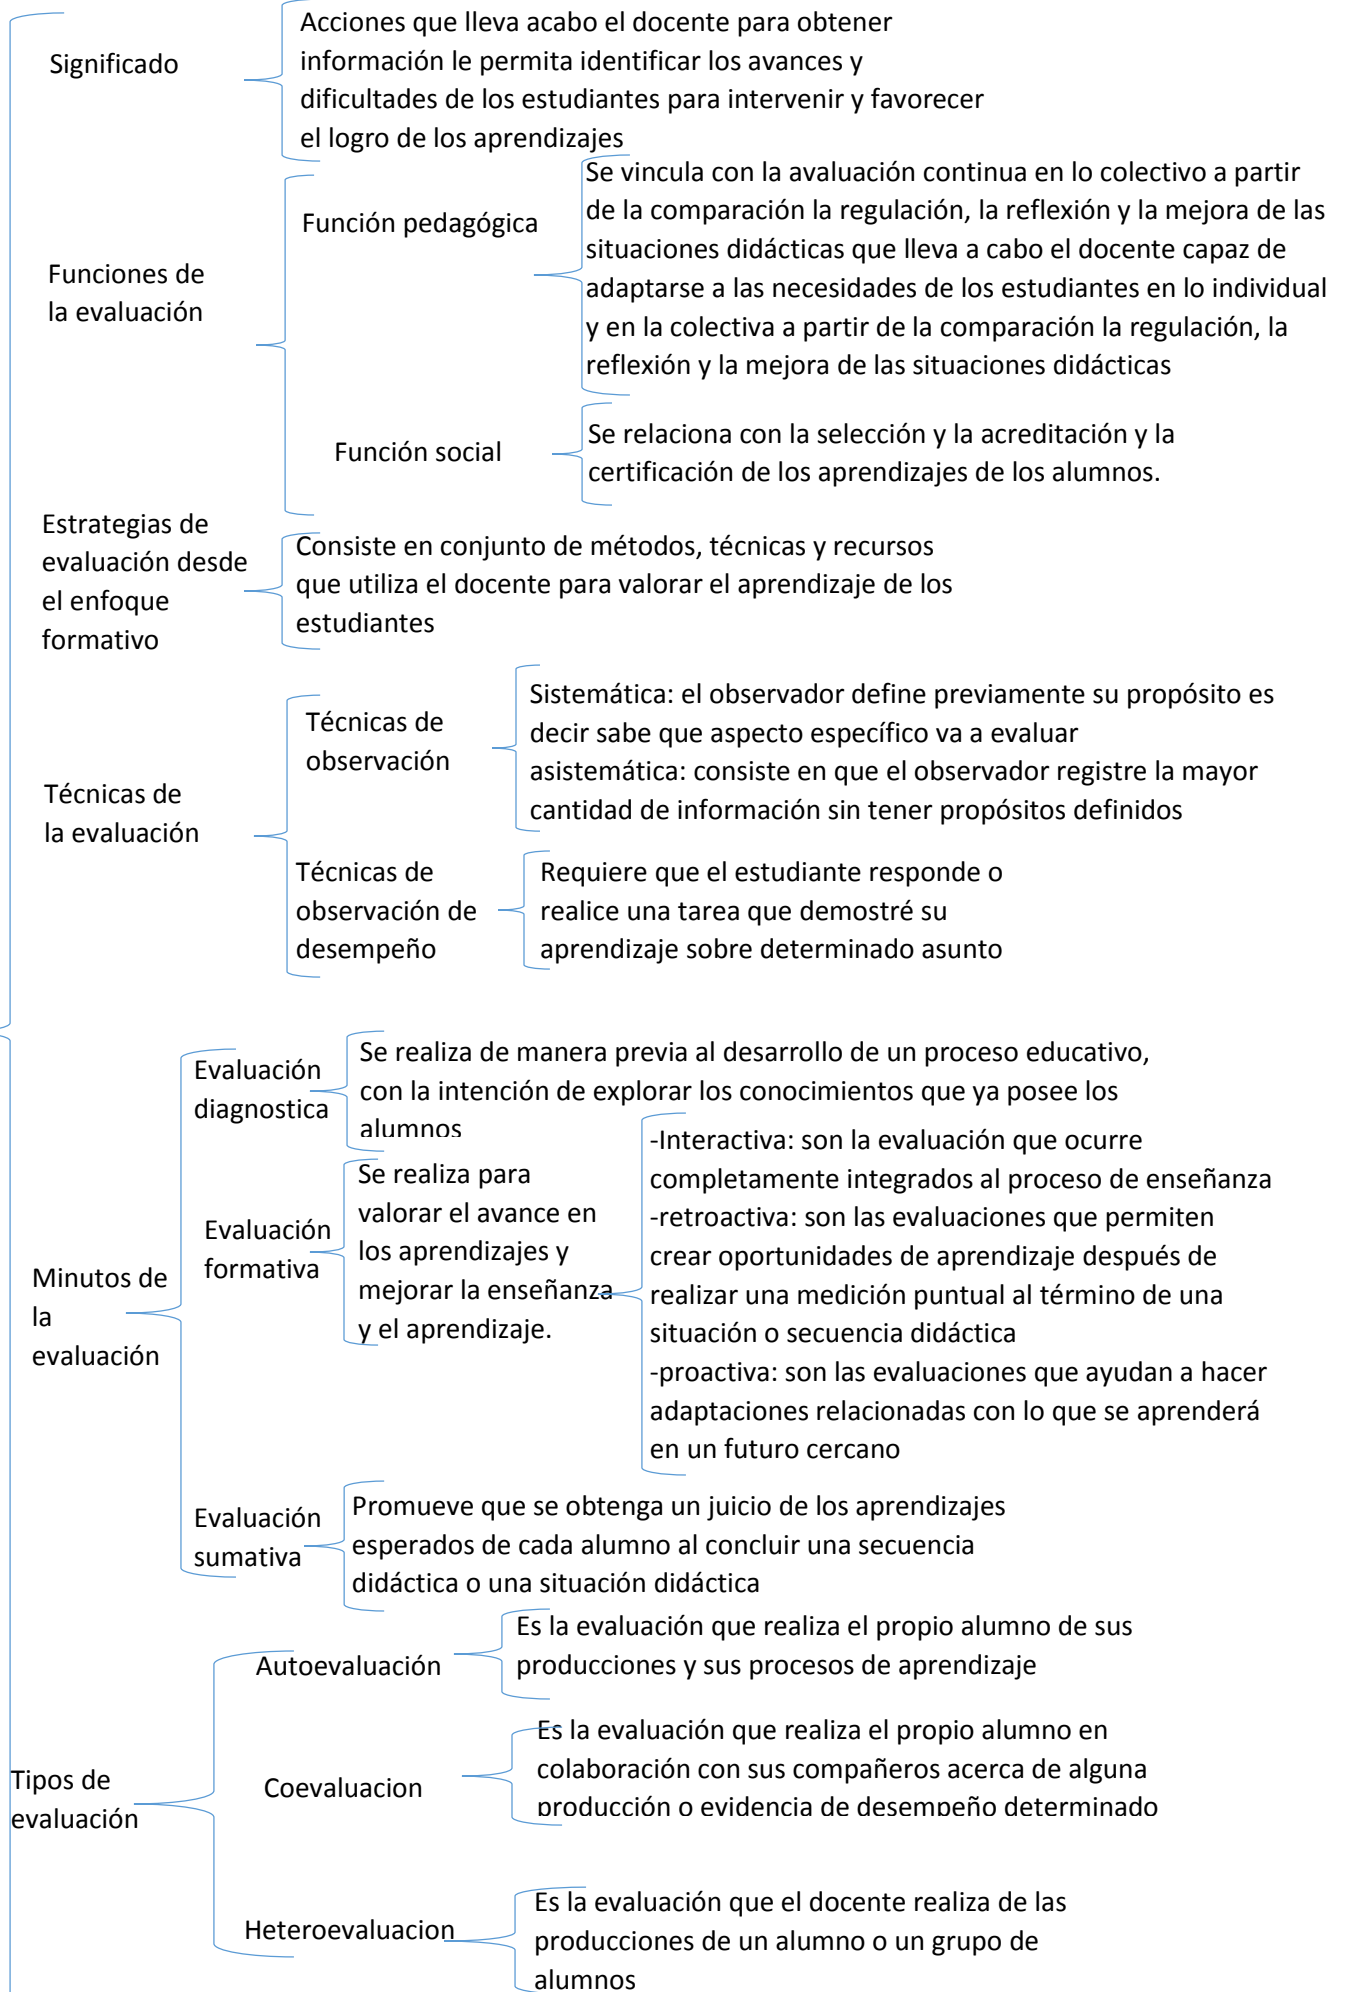 Significado
Acciones que lleva acabo el docente para obtener
información le permita identificar los avances y
dificultades de los estudiantes para intervenir y favorecer
el logro de los aprendizajes
Funciones de
la evaluación
Función pedagógica
Se vincula con la avaluación continua en lo colectivo a partir
de la comparación la regulación, la reflexión y la mejora de las
situaciones didácticas que lleva a cabo el docente capaz de
adaptarse a las necesidades de los estudiantes en lo individual
y en la colectiva a partir de la comparación la regulación, la
reflexión y la mejora de las situaciones didácticas
Función social
Se relaciona con la selección y la acreditación y la
certificación de los aprendizajes de los alumnos.
Estrategias de
evaluación desde
el enfoque
formativo
Consiste en conjunto de métodos, técnicas y recursos
que utiliza el docente para valorar el aprendizaje de los
estudiantes
Técnicas de
la evaluación
Técnicas de
observación
Sistemática: el observador define previamente su propósito es
decir sabe que aspecto específico va a evaluar
asistemática: consiste en que el observador registre la mayor
cantidad de información sin tener propósitos definidos
Técnicas de
observación de
desempeño
Requiere que el estudiante responde o
realice una tarea que demostré su
aprendizaje sobre determinado asunto
Minutos de
la
evaluación
Evaluación
diagnostica
Se realiza de manera previa al desarrollo de un proceso educativo,
con la intención de explorar los conocimientos que ya posee los
alumnos
Evaluación
formativa
Se realiza para
valorar el avance en
los aprendizajes y
mejorar la enseñanza
y el aprendizaje.
-Interactiva: son la evaluación que ocurre
completamente integrados al proceso de enseñanza
-retroactiva: son las evaluaciones que permiten
crear oportunidades de aprendizaje después de
realizar una medición puntual al término de una
situación o secuencia didáctica
-proactiva: son las evaluaciones que ayudan a hacer
adaptaciones relacionadas con lo que se aprenderá
en un futuro cercano
Evaluación
sumativa
Promueve que se obtenga un juicio de los aprendizajes
esperados de cada alumno al concluir una secuencia
didáctica o una situación didáctica
Tipos de
evaluación
Autoevaluación
Es la evaluación que realiza el propio alumno de sus
producciones y sus procesos de aprendizaje
Coevaluacion
Es la evaluación que realiza el propio alumno en
colaboración con sus compañeros acerca de alguna
producción o evidencia de desempeño determinado
Heteroevaluacion
Es la evaluación que el docente realiza de las
producciones de un alumno o un grupo de
alumnos